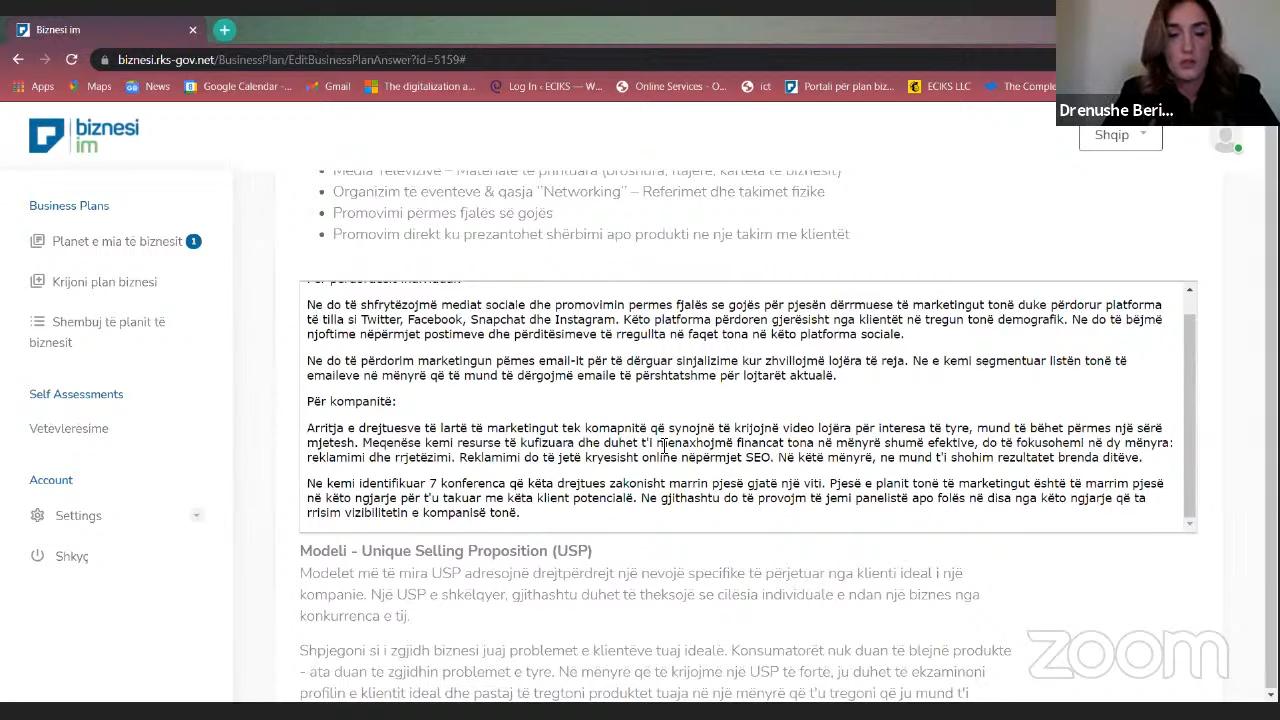 Biznesi im
biznesi.rks-gov.net/BusinessPlan/EditBusinessPlanAnswer?id=5159#
Apps Maps News Google Calendar -... Gmail The digitalization a... Log In ‹ ECIKS — W... Online Services - O... ict Portali për plan biz... ECIKS LLC The Comple
Drenushe Beri...
biznesi
im
Shqip
Business Plans
Planet e mia të biznesit 1
Krijoni plan biznesi
Shembuj të planit të
biznesit
Self Assessments
Vetëvlerësime
Account
Settings
Shkyç
Media Televizive – Materiale të printuara (broshura, flajerë, kartela të biznesit)
Organizim të eventeve & qasja "Networking" – Referimet dhe takimet fizike
Promovimi përmes fjalës së gojës
Promovim direkt ku prezantohet shërbimi apo produkti në një takim me klientët
Për përdoruesit individual:
Ne do të shfrytëzojmë mediat sociale dhe promovimin permes fjalës se gojës për pjesën dërrmuese të marketingut tonë duke përdorur platforma
të tilla si Twitter, Facebook, Snapchat dhe Instagram. Këto platforma përdoren gjerësisht nga klientët në tregun tonë demografik. Ne do të bëjmë
njoftime nëpërmjet postimeve dhe përditësimeve të rregullta në faqet tona në këto platforma sociale.
Ne do të përdorim marketingun pëmes email-it për të dërguar sinjalizime kur zhvillojmë lojëra të reja. Ne e kemi segmentuar listën tonë të
emaileve në mënyrë që të mund të dërgojmë emaile të përshtatshme për lojtarët aktualë.
Për kompanitë:
Arritja e drejtuesve të lartë të marketingut tek komapnitë që synojnë të krijojnë video lojëra për interesa të tyre, mund të bëhet përmes një sërë
mjetesh. Meqenëse kemi resurse të kufizuara dhe duhet t'i menaxhojmë financat tona në mënyrë shumë efektive, do të fokusohemi në dy mënyra:
reklamimi dhe rrjetëzimi. Reklamimi do të jetë kryesisht online nëpërmjet SEO. Në këtë mënyrë, ne mund t'i shohim rezultatet brenda ditëve.
Ne kemi identifikuar 7 konferenca që këta drejtues zakonisht marrin pjesë gjatë një viti. Pjesë e planit tonë të marketingut është të marrim pjesë
në këto ngjarje për t'u takuar me këta klient potencialë. Ne gjithashtu do të provojm të jemi panelistë apo folës në disa nga këto ngjarje që ta
rrisim vizibilitetin e kompanisë tonë.
Modeli - Unique Selling Proposition (USP)
Modelet më të mira USP adresojnë drejtpërdrejt një nevojë specifike të përjetuar nga klienti ideal i një
kompanie. Një USP e shkëlqyer, gjithashtu duhet të theksojë se cilësia individuale e ndan një biznes nga
konkurrenca e tij.
Shpjegoni si i zgjidh biznesi juaj problemet e klientëve tuaj idealë. Konsumatorët nuk duan të blejnë produkte
- ata duan të zgjidhin problemet e tyre. Në mënyrë që të krijojmë një USP të fortë, ju duhet të ekzaminoni
profilin e klientit ideal dhe pastaj të tregtoni produktet tuaja në një mënyrë që t'u tregoni që ju mund t'i
zoom